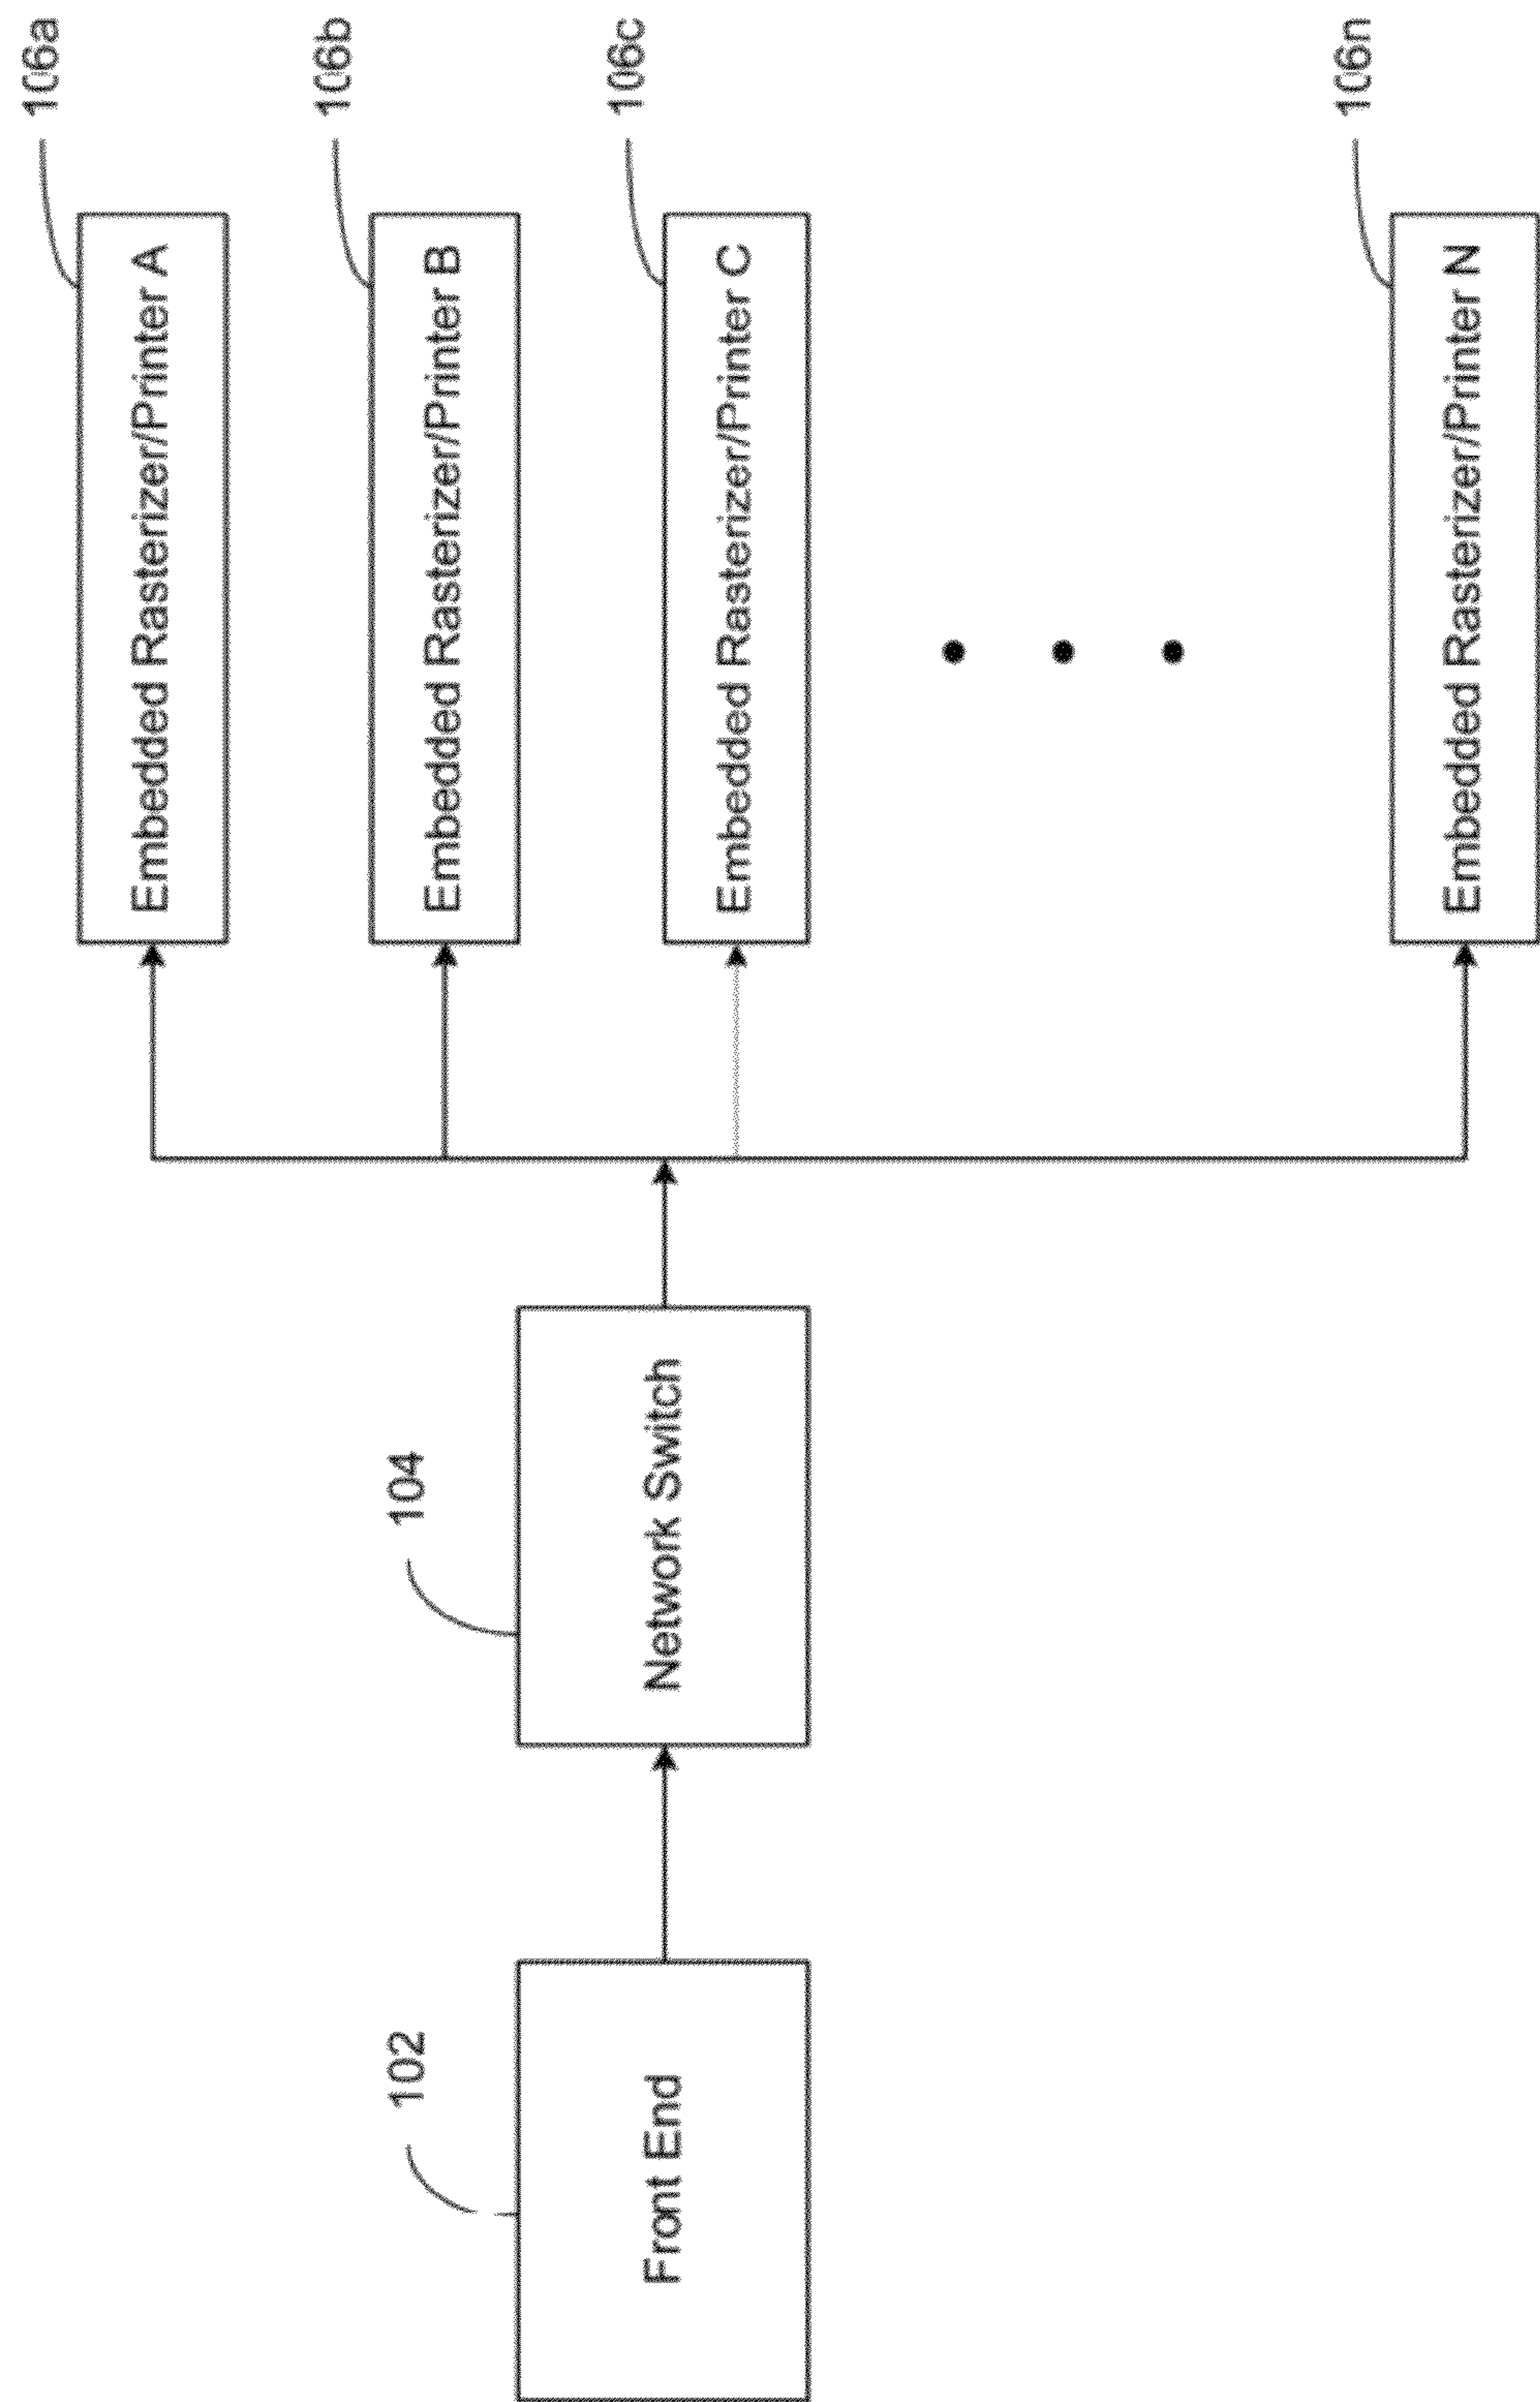 106a
Embedded Rasterizer/Printer A
106b
Embedded Rasterizer/Printer B
106c
Embedded Rasterizer/Printer C
106n
Embedded Rasterizer/Printer N
104
Network Switch
102
Front End